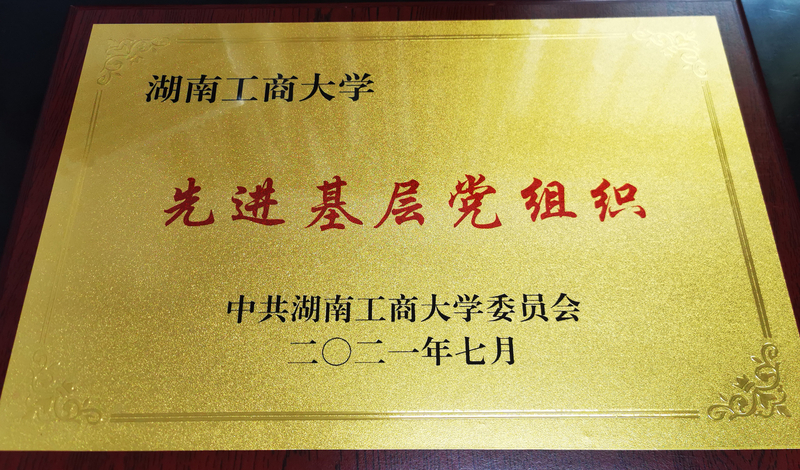 湖南工商大学
先进基层党组织
中共湖南工商大学委员会
二〇二一年七月